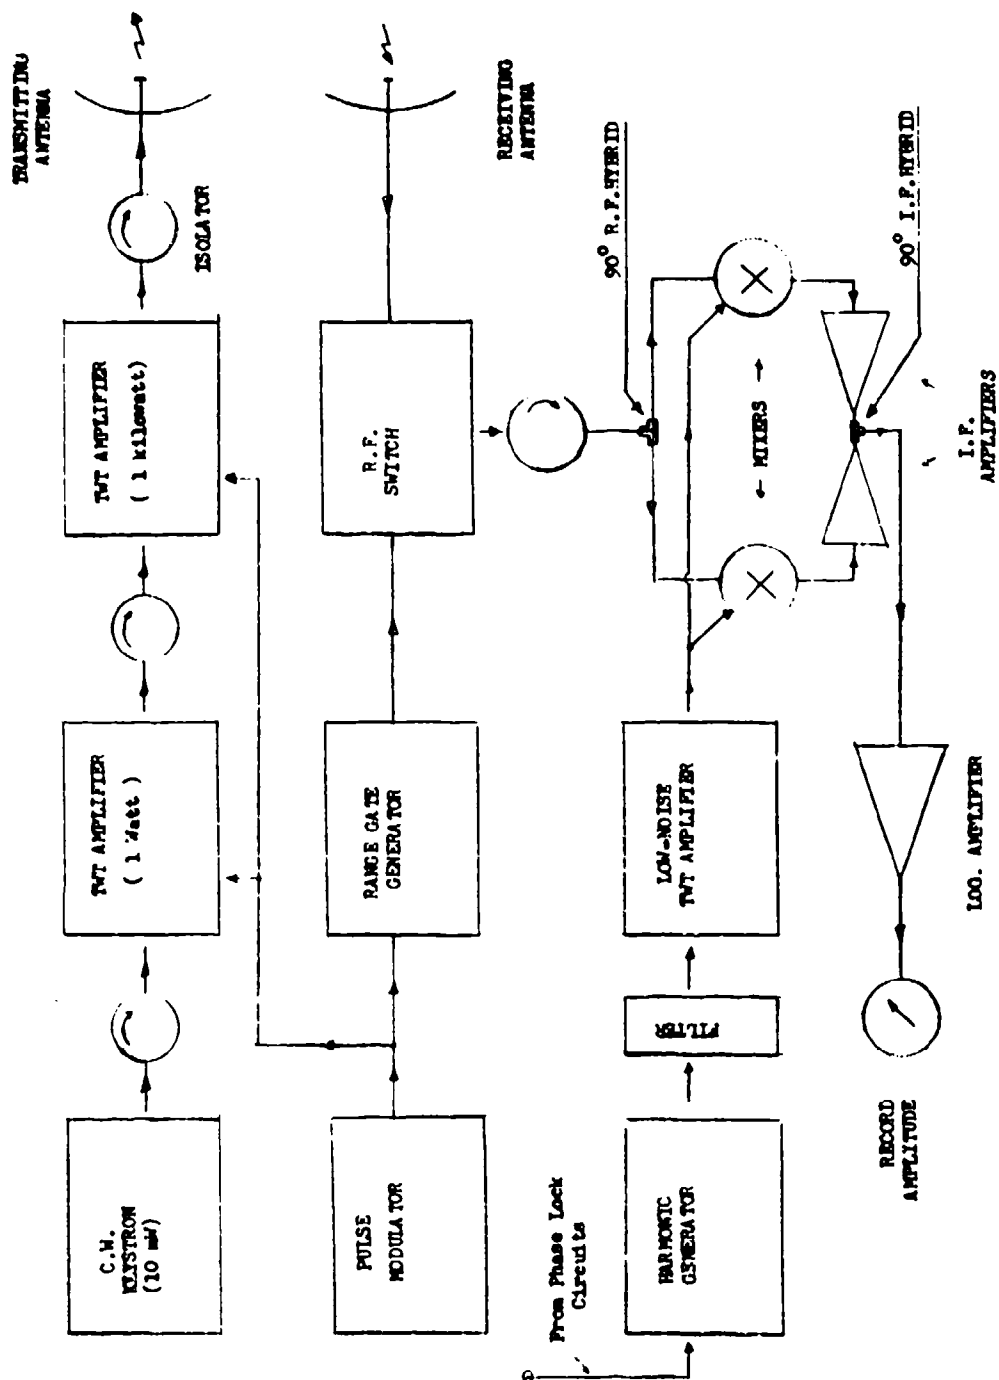 TRANSMITTING
ANTENNA
ISOLATOR
TWT AMPLIFIER
( 1 kilowatt)
TWT AMPLIFIER
( 1 Watt )
C.W.
KLYSTRON
(10 mW)
RECEIVING
ANTENNA
R.F.
SWITCH
RANGE GATE
GENERATOR
PULSE
MODULATOR
90° R.F. HYBRID
← MIXERS →
LOW-NOISE
TWT AMPLIFIER
FILTER
HARMONIC
GENERATOR
From Phase Lock
Circuits
90° I.F. HYBRID
I.F.
AMPLIFIERS
LOG. AMPLIFIER
RECORD
AMPLITUDE